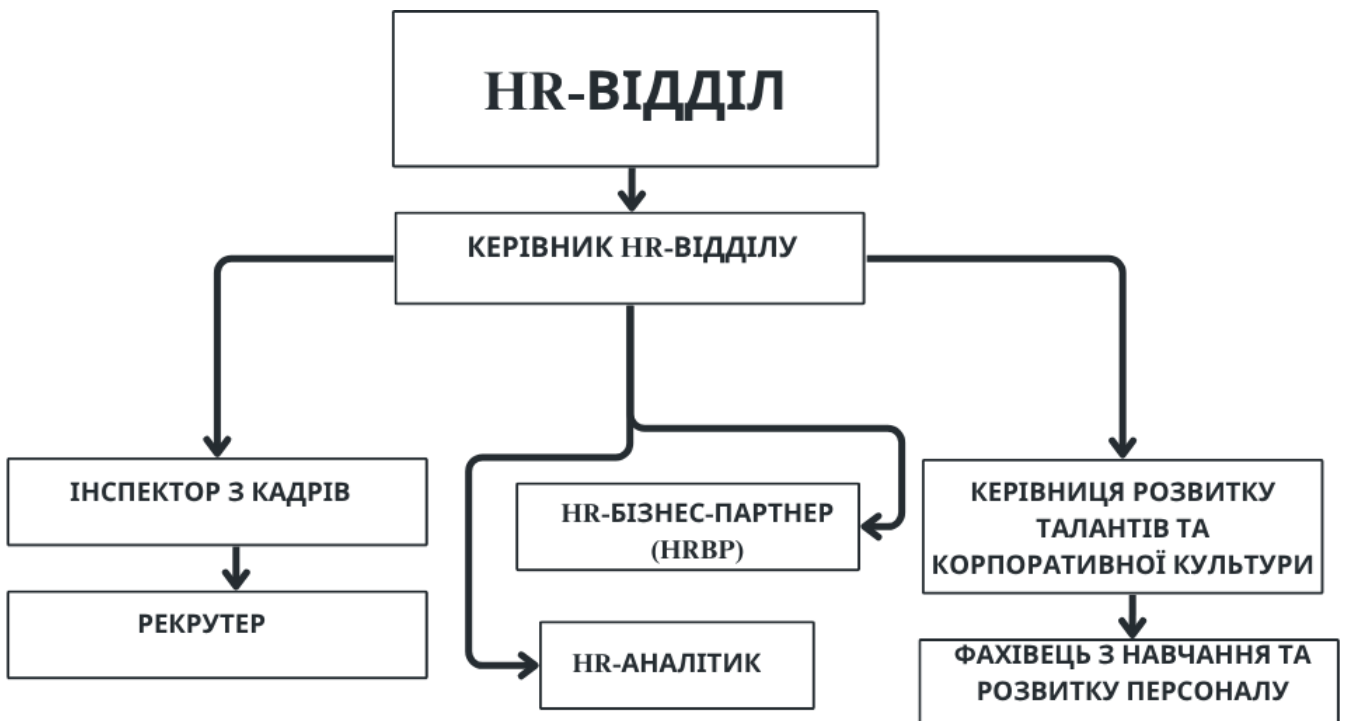 HR-ВІДДІЛ
КЕРІВНИК HR-ВІДДІЛУ
ІНСПЕКТОР З КАДРІВ
РЕКРУТЕР
HR-БІЗНЕС-ПАРТНЕР
(HRBP)
HR-АНАЛІТИК
КЕРІВНИЦЯ РОЗВИТКУ
ТАЛАНТІВ ТА
КОРПОРАТИВНОЇ КУЛЬТУРИ
ФАХІВЕЦЬ З НАВЧАННЯ ТА
РОЗВИТКУ ПЕРСОНАЛУ